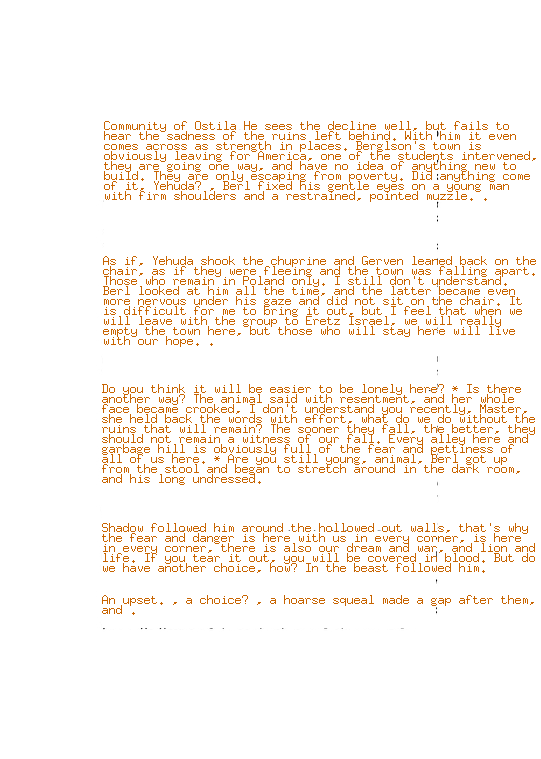 Community of Ostila He sees the decline well, but fails to
hear the sadness of the ruins left behind. With him it even
comes across as strength in places. Berglson's town is
obviously leaving for America, one of the students intervened,
they are going one way, and have no idea of anything new to
build. They are only escaping from poverty. Did anything come
of it, Yehuda? , Berl fixed his gentle eyes on a young man
with firm shoulders and a restrained, pointed muzzle. .
As if, Yehuda shook the chuprine and Gerven leaned back on the
chair, as if they were fleeing and the town was falling apart.
Those who remain in Poland only. I still don't understand.
Berl looked at him all the time, and the latter became even
more nervous under his gaze and did not sit on the chair. It
is difficult for me to bring it out, but I feel that when we
will leave with the group to Eretz Israel, we will really
empty the town here, but those who will stay here will live
with our hope. .
Do you think it will be easier to be lonely here? * Is there
another way? The animal said with resentment, and her whole
face became crooked, I don't understand you recently, Master,
she held back the words with effort, what do we do without the
ruins that will remain? The sooner they fall, the better, they
should not remain a witness of our fall. Every alley here and
garbage hill is obviously full of the fear and pettiness of
all of us here. * Are you still young, animal, Berl got up
from the stool and began to stretch around in the dark room,
and his long undressed.
Shadow followed him around the hollowed out walls, that's why
the fear and danger is here with us in every corner, is here
in every corner, there is also our dream and war, and lion and
life. If you tear it out, you will be covered in blood. But do
we have another choice, how? In the beast followed him.
An upset. , a choice? , a hoarse squeal made a gap after them,
and .